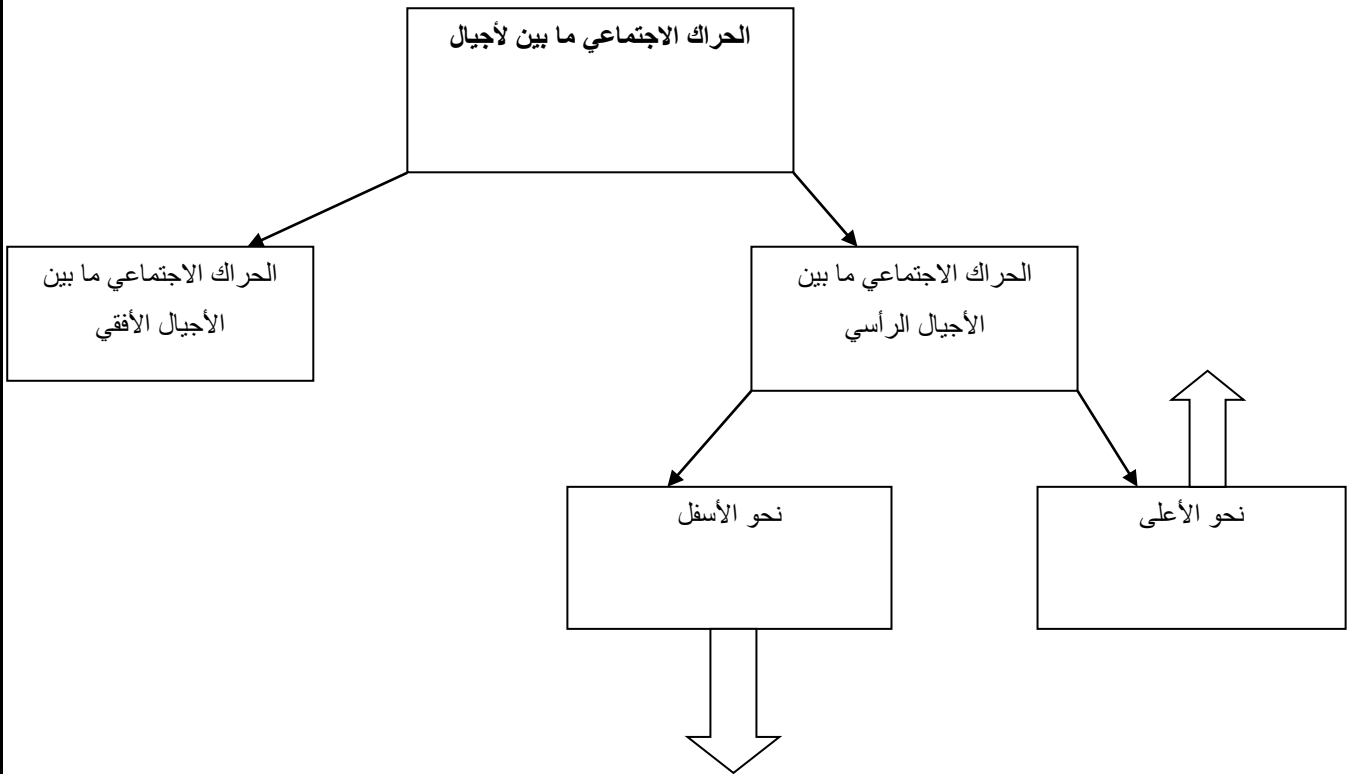 الحراك الاجتماعي ما بين لأجيال
الحراك الاجتماعي ما بين
الأجيال الرأسي
الحراك الاجتماعي ما بين
الأجيال الأفقي
نحو الأعلى
نحو الأسفل